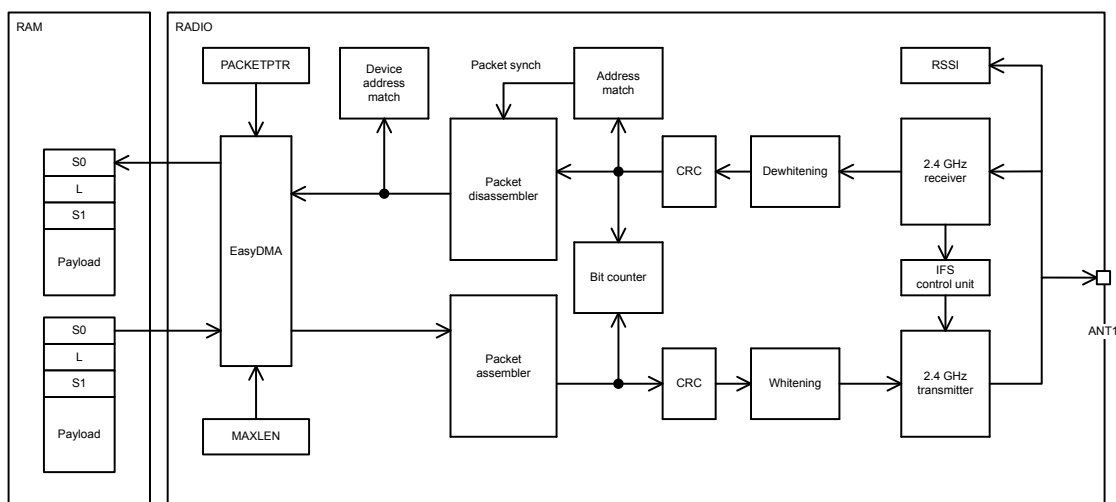 RAM
RADIO
PACKETPTR
Device
address
match
Packet synch
Address
match
RSSI
S0
L
S1
Payload
EasyDMA
Packet
disassembler
CRC
Dewhitening
2.4 GHz
receiver
Bit counter
IFS
control unit
ANT1
S0
L
S1
Payload
Packet
assembler
CRC
Whitening
2.4 GHz
transmitter
MAXLEN